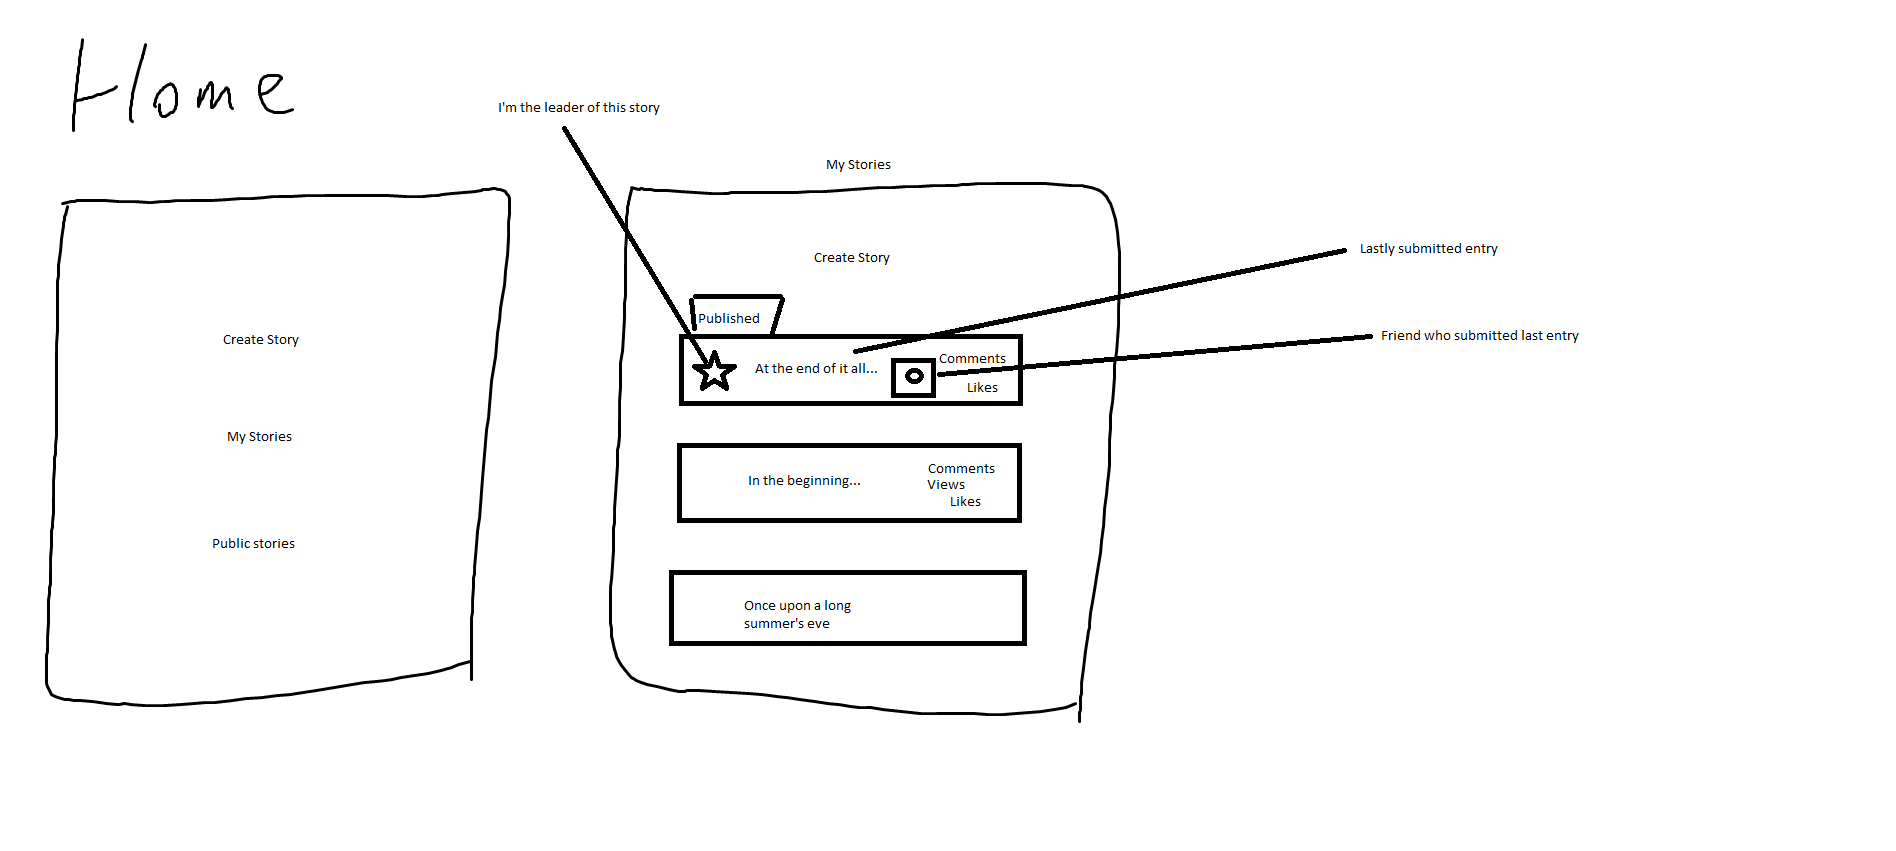 Home
I'm the leader of this story
Create Story
My Stories
Public stories
My Stories
Create Story
Published
At the end of it all...
Comments
Likes
Lastly submitted entry
Friend who submitted last entry
In the beginning...
Comments
Views
Likes
Once upon a long
summer's eve